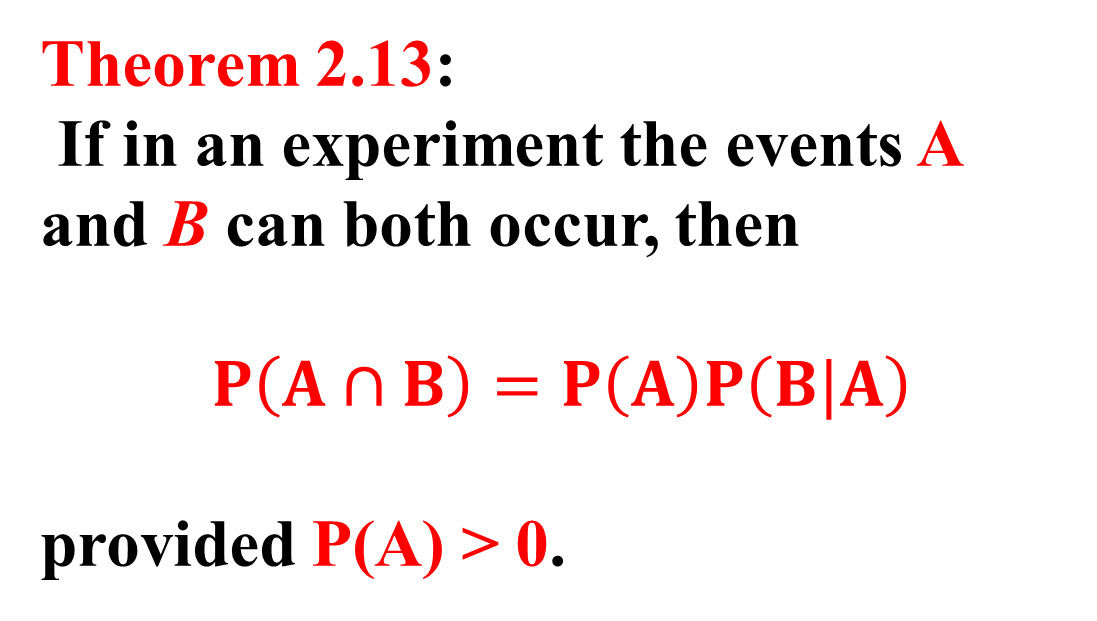 Theorem 2.13:
If in an experiment the events A
and B can both occur, then
P(A ∩ B) = P(A)P(B|A)
provided P(A) > 0.